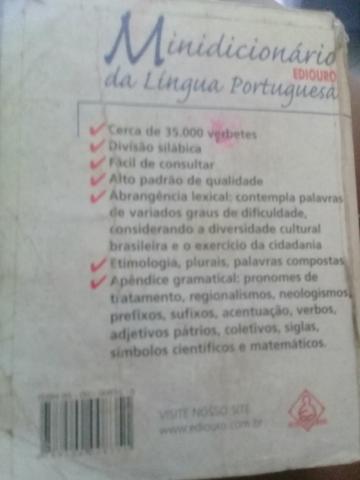 Minidicionário
EDIOURO
da Língua Portuguesa
Cerca de 35.000 verbetes
Divisão silábica
Fácil de consultar
Alto padrão de qualidade
Abrangência lexical: contempla palavras
de variados graus de dificuldade,
considerando a diversidade cultural
brasileira e o exercício da cidadania
Etimologia, plurais, palavras compostas
Apêndice gramatical: pronomes de
tratamento, regionalismos, neologismos,
prefixos, sufixos, acentuação, verbos,
adjetivos pátrios, coletivos, siglas,
símbolos científicos e matemáticos.
VISITE NOSSO SITE
www.ediouro.com.br